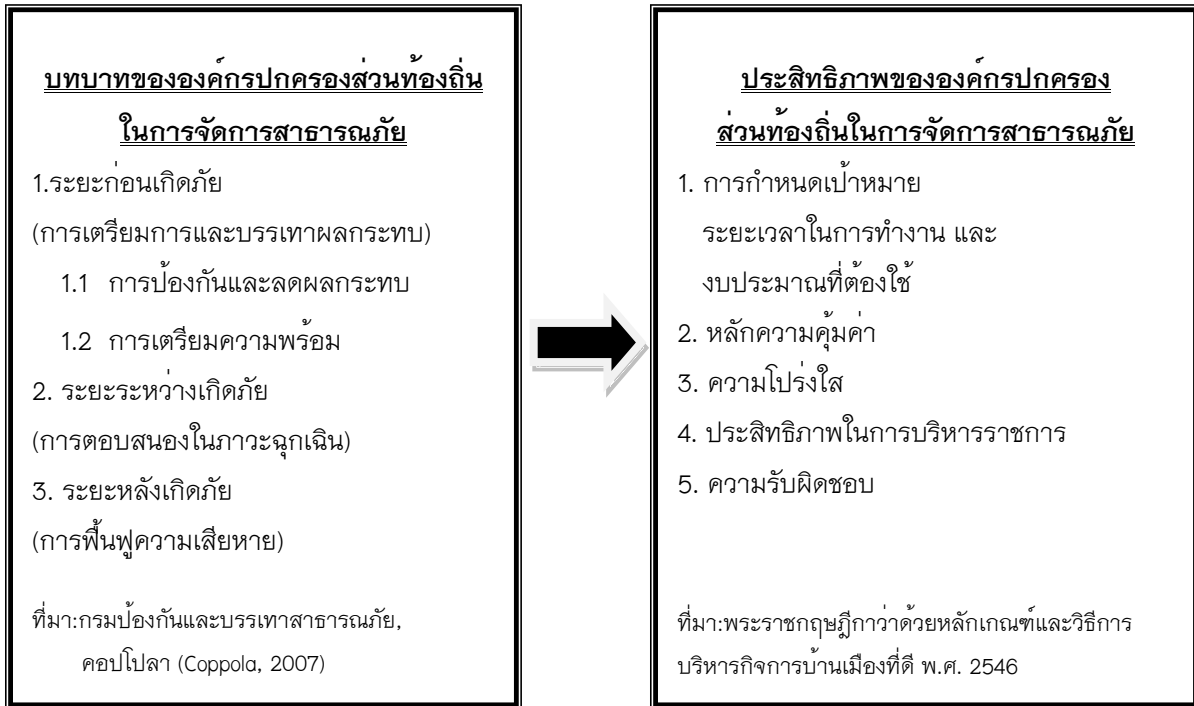 บทบาทขององค์กรปกครองส่วนท้องถิ่น
ในการจัดการสาธารณภัย
1.ระยะก่อนเกิดภัย
(การเตรียมการและบรรเทาผลกระทบ)
1.1 การป้องกันและลดผลกระทบ
1.2 การเตรียมความพร้อม
2. ระยะระหว่างเกิดภัย
(การตอบสนองในภาวะฉุกเฉิน)
3. ระยะหลังเกิดภัย
(การฟื้นฟูความเสียหาย)
ที่มา:กรมป้องกันและบรรเทาสาธารณภัย,
คอปโปลา (Coppola, 2007)
ประสิทธิภาพขององค์กรปกครอง
ส่วนท้องถิ่นในการจัดการสาธารณภัย
1. การกำหนดเป้าหมาย
ระยะเวลาในการทำงาน และ
งบประมาณที่ต้องใช้
2. หลักความคุ้มค่า
3. ความโปร่งใส
4. ประสิทธิภาพในการบริหารราชการ
5. ความรับผิดชอบ
ที่มา:พระราชกฤษฎีกาว่าด้วยหลักเกณฑ์และวิธีการ
บริหารกิจการบ้านเมืองที่ดี พ.ศ. 2546